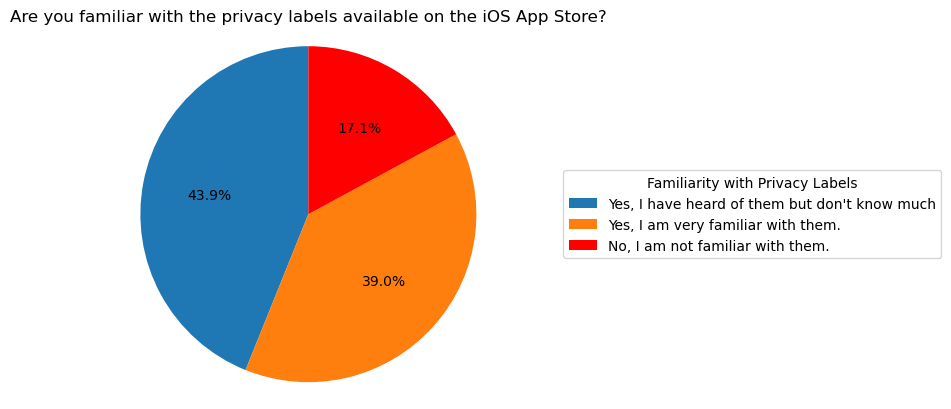 Are you familiar with the privacy labels available on the iOS App Store?
17.1%
43.9%
39.0%
Familiarity with Privacy Labels
Yes, I have heard of them but don't know much
Yes, I am very familiar with them.
No, I am not familiar with them.